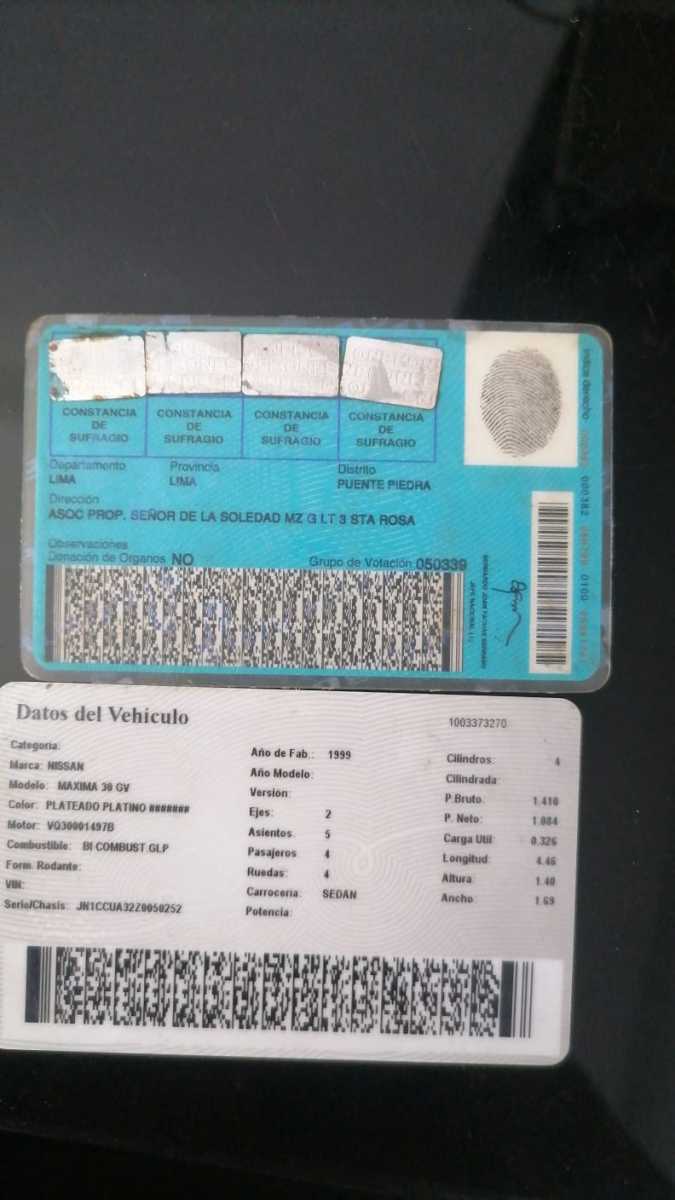 CONSTANCIA DE SUFRAGIO
CONSTANCIA DE SUFRAGIO
CONSTANCIA DE SUFRAGIO
CONSTANCIA DE SUFRAGIO
Departamento Provincia Distrito
LIMA LIMA PUENTE PIEDRA
Dirección
ASOC PROP. SEÑOR DE LA SOLEDAD MZ G LT 3 STA ROSA
Observaciones
Donación de Organos NO Grupo de Votación 050339
Indice derecho
Datos del Vehiculo 1003373270
Categoria:
Marca: NISSAN
Modelo: MAXIMA 30 GV
Color: PLATEADO PLATINO #######
Motor: VQ30001497B
Combustible: BI COMBUST.GLP
Form. Rodante:
VIN:
Serie/Chasis: JN1CCUA32Z0050252
Año de Fab.: 1999
Año Modelo:
Versión:
Ejes: 2
Asientos: 5
Pasajeros 4
Ruedas: 4
Carroceria: SEDAN
Potencia:
Cilindros 4
Cilindrada:
P.Bruto: 1.410
P. Neto: 1.084
Carga Util: 0.326
Longitud: 4.46
Altura: 1.40
Ancho: 1.69